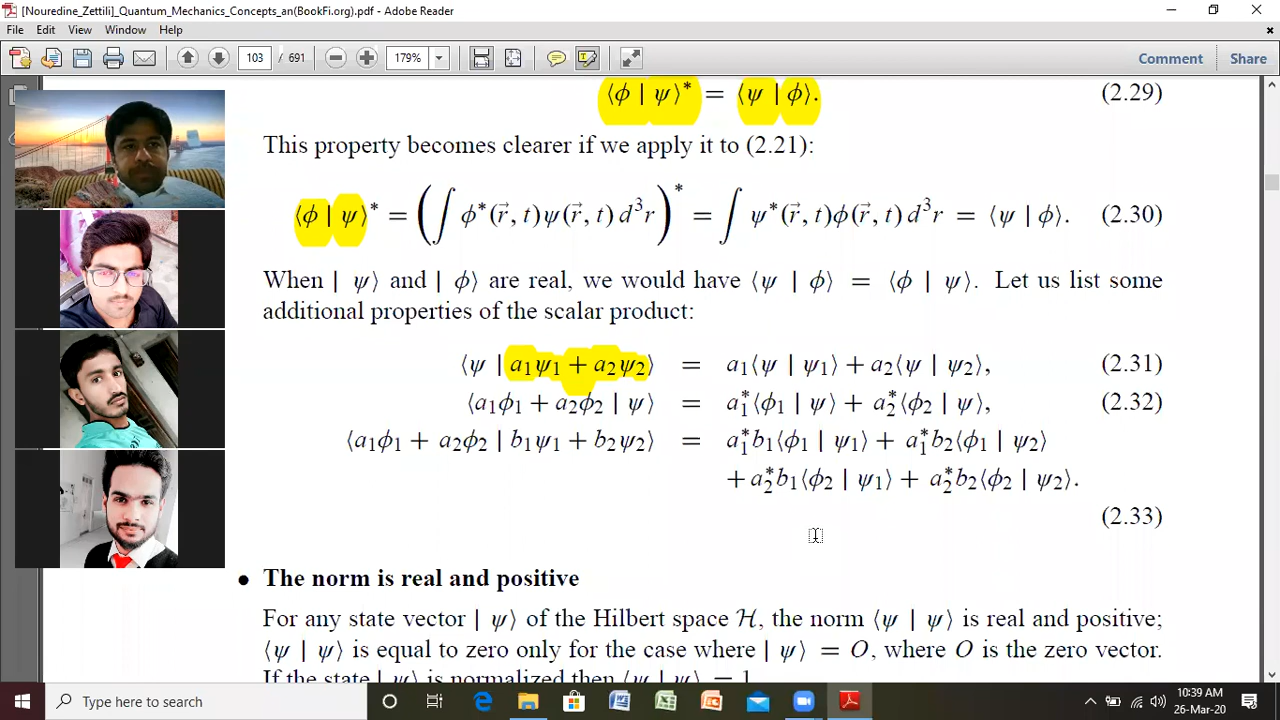 [Nouredine_Zettili]_Quantum_Mechanics_Concepts_an(BookFi.org).pdf - Adobe Reader
File Edit View Window Help
103 / 691 179% Comment Share
⟨ϕ | ψ⟩* = ⟨ψ | ϕ⟩. (2.29)
This property becomes clearer if we apply it to (2.21):
⟨ϕ | ψ⟩* = (∫ ϕ*(r⃗, t)ψ(r⃗, t) d³r)* = ∫ ψ*(r⃗, t)ϕ(r⃗, t) d³r = ⟨ψ | ϕ⟩. (2.30)
When | ψ⟩ and | ϕ⟩ are real, we would have ⟨ψ | ϕ⟩ = ⟨ϕ | ψ⟩. Let us list some
additional properties of the scalar product:
⟨ψ | a₁ψ₁ + a₂ψ₂⟩ = a₁⟨ψ | ψ₁⟩ + a₂⟨ψ | ψ₂⟩, (2.31)
⟨a₁ϕ₁ + a₂ϕ₂ | ψ⟩ = a₁*⟨ϕ₁ | ψ⟩ + a₂*⟨ϕ₂ | ψ⟩, (2.32)
⟨a₁ϕ₁ + a₂ϕ₂ | b₁ψ₁ + b₂ψ₂⟩ = a₁*b₁⟨ϕ₁ | ψ₁⟩ + a₁*b₂⟨ϕ₁ | ψ₂⟩
+ a₂*b₁⟨ϕ₂ | ψ₁⟩ + a₂*b₂⟨ϕ₂ | ψ₂⟩.
(2.33)
• The norm is real and positive
For any state vector | ψ⟩ of the Hilbert space ℋ, the norm ⟨ψ | ψ⟩ is real and positive;
⟨ψ | ψ⟩ is equal to zero only for the case where | ψ⟩ = O, where O is the zero vector.
If the state | ψ⟩ is normalized then ⟨ψ | ψ⟩ = 1
Type here to search
10:39 AM
26-Mar-20